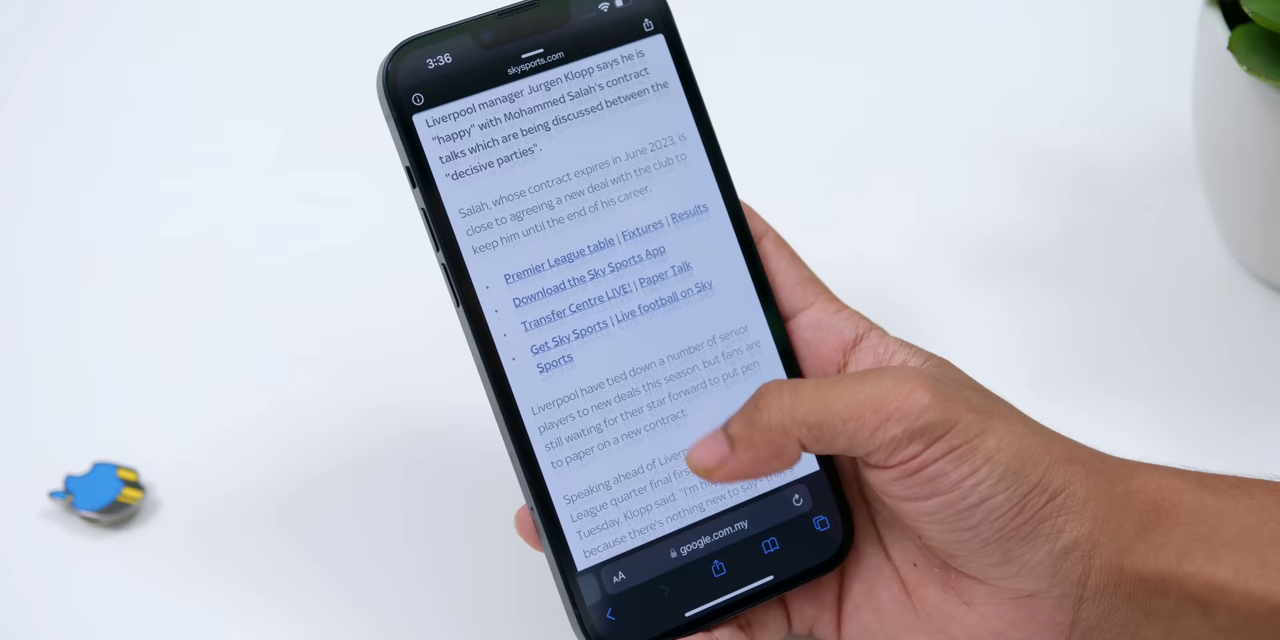 3:36
skysports.com
Liverpool manager Jurgen Klopp says he is
"happy" with Mohammed Salah's contract
talks which are being discussed between the
"decisive parties".
Salah, whose contract expires in June 2023, is
close to agreeing a new deal with the club to
keep him until the end of his career.
Premier League table | Fixtures | Results
Download the Sky Sports App
Transfer Centre LIVE! | Paper Talk
Get Sky Sports | Live football on Sky
Sports
Liverpool have tied down a number of senior
players to new deals this season, but fans are
still waiting for their star forward to put pen
to paper on a new contract.
Speaking ahead of
League quarter final
Tuesday, Klopp said: "I'm
because there's nothing new to say.
AA google.com.my